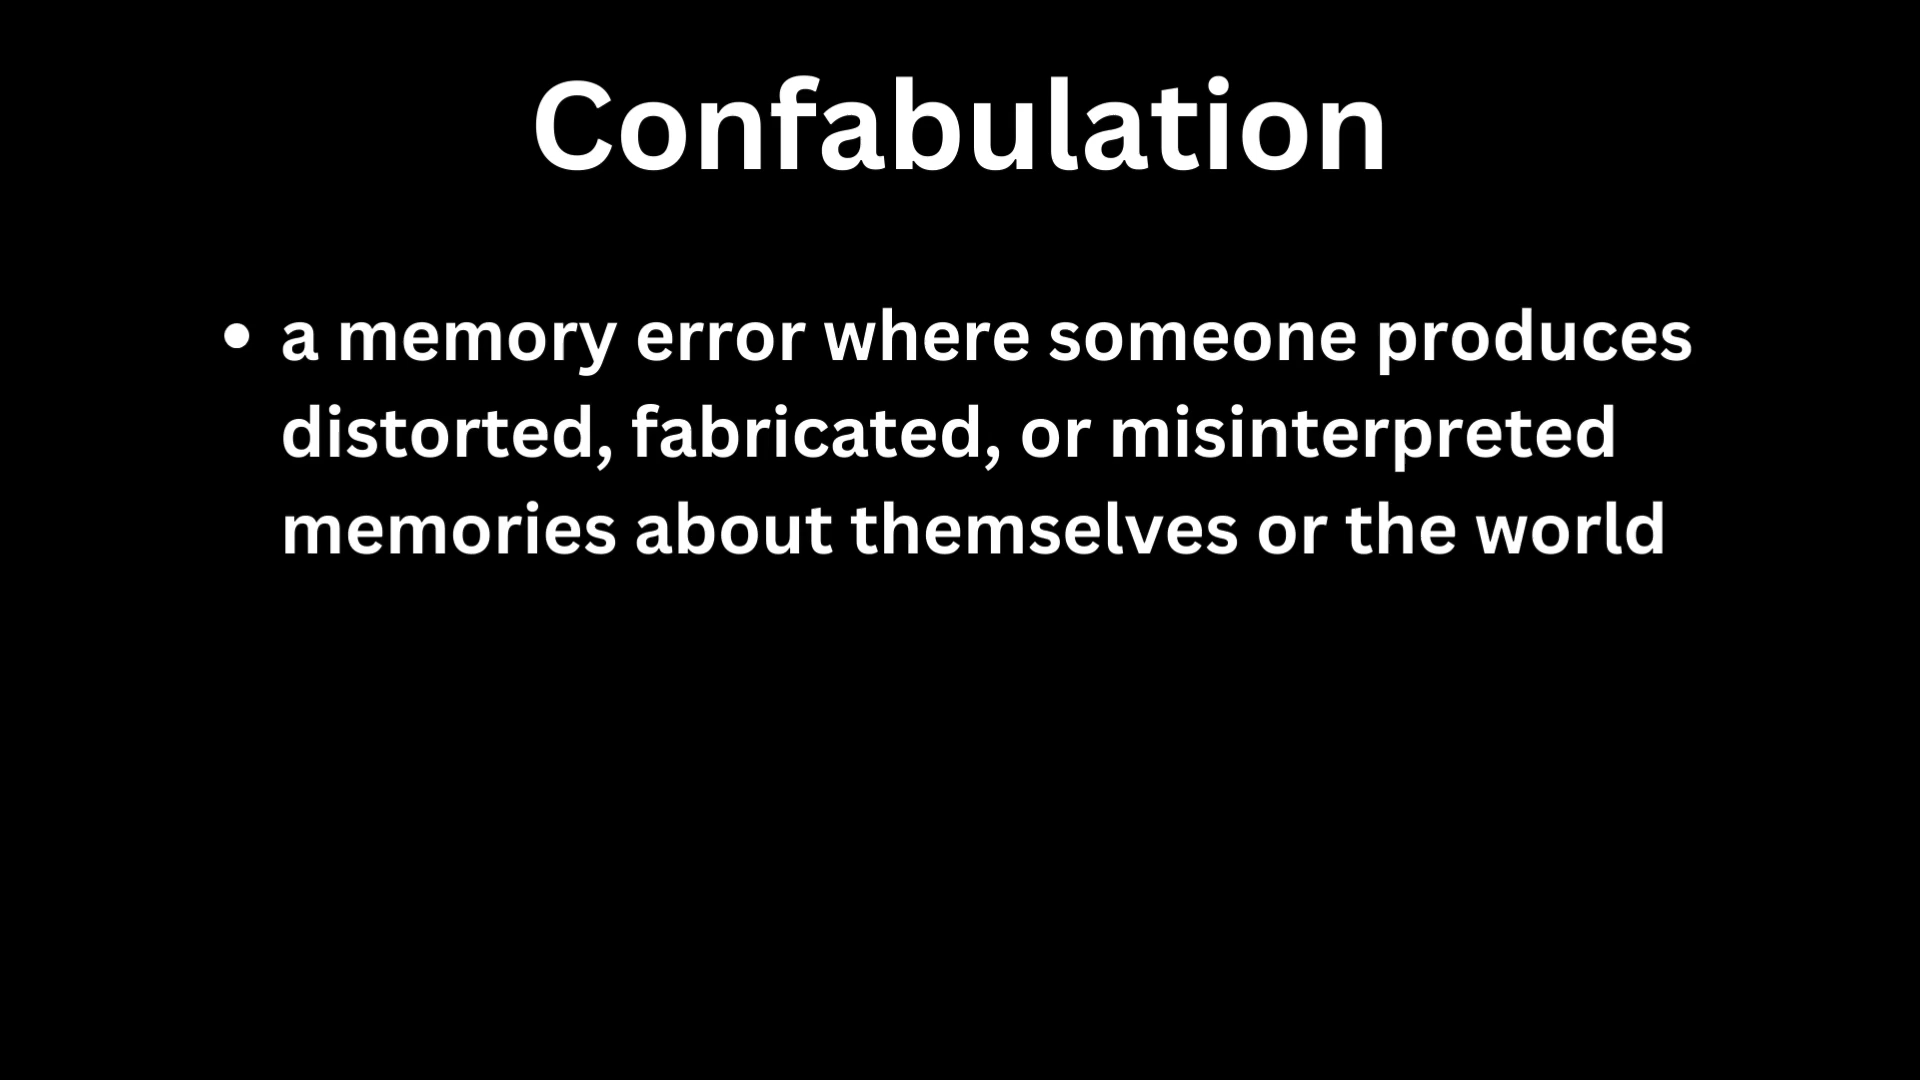 Confabulation
• a memory error where someone produces
distorted, fabricated, or misinterpreted
memories about themselves or the world